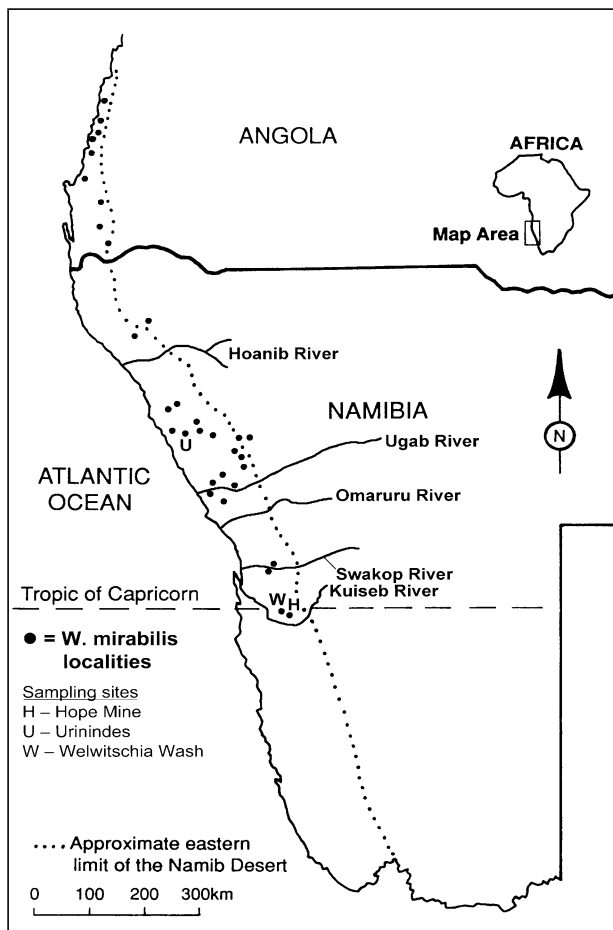 ANGOLA
AFRICA
Map Area
Hoanib River
NAMIBIA
Ugab River
N
ATLANTIC
OCEAN
Omaruru River
Swakop River
Kuiseb River
Tropic of Capricorn
U
W H
● = W. mirabilis
localities
Sampling sites
H – Hope Mine
U – Urinindes
W – Welwitschia Wash
.... Approximate eastern
limit of the Namib Desert
0 100 200 300km